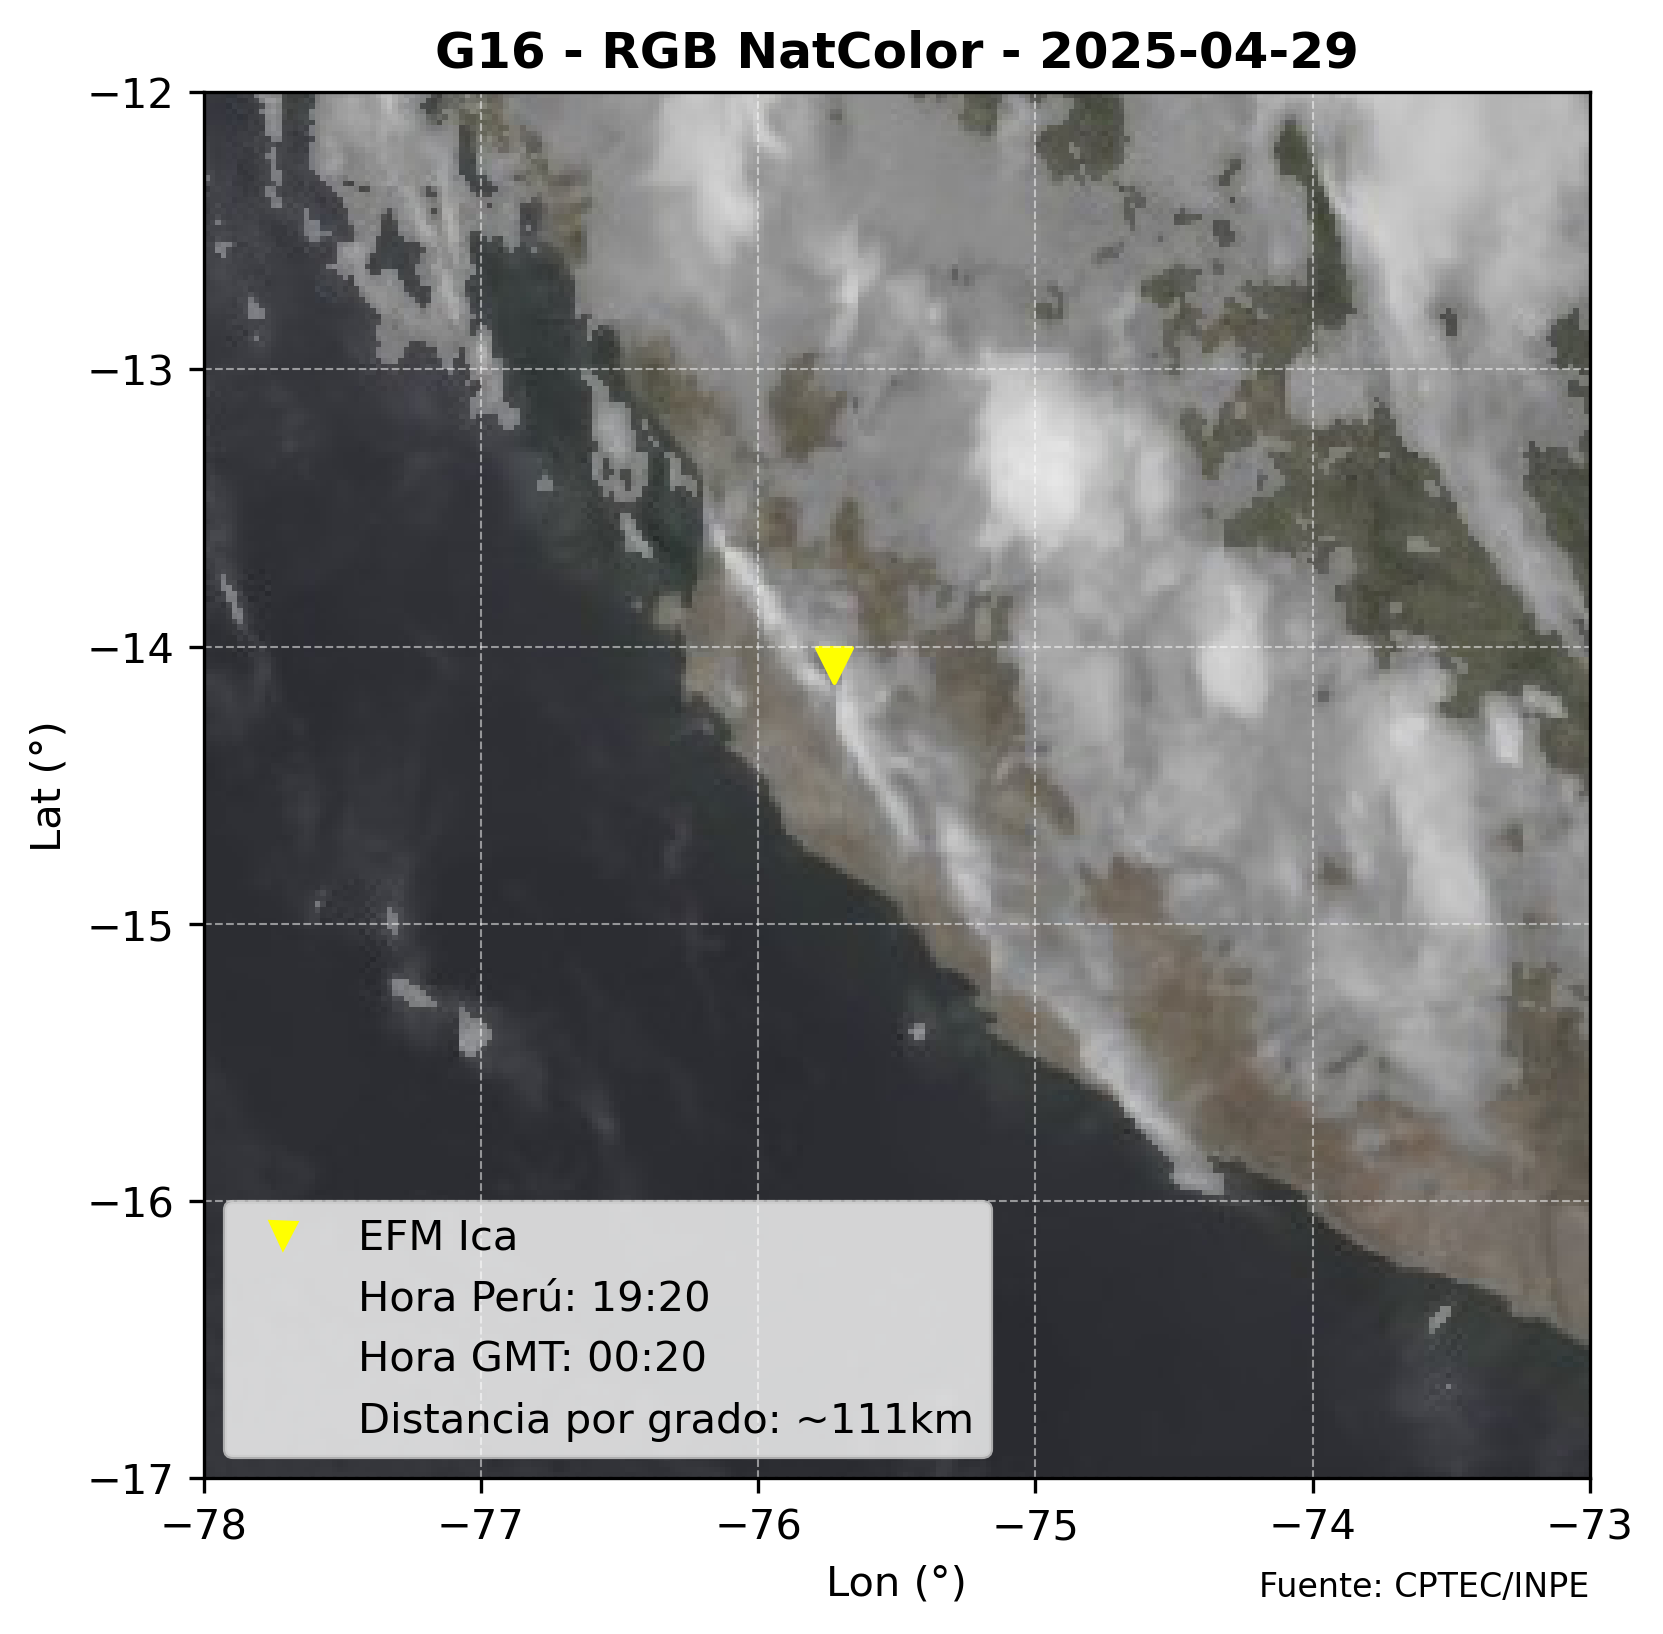 G16 - RGB NatColor - 2025-04-29
−12
−13
−14
−15
−16
−17
Lat (°)
EFM Ica
Hora Perú: 19:20
Hora GMT: 00:20
Distancia por grado: ~111km
−78 −77 −76 −75 −74 −73
Lon (°)
Fuente: CPTEC/INPE